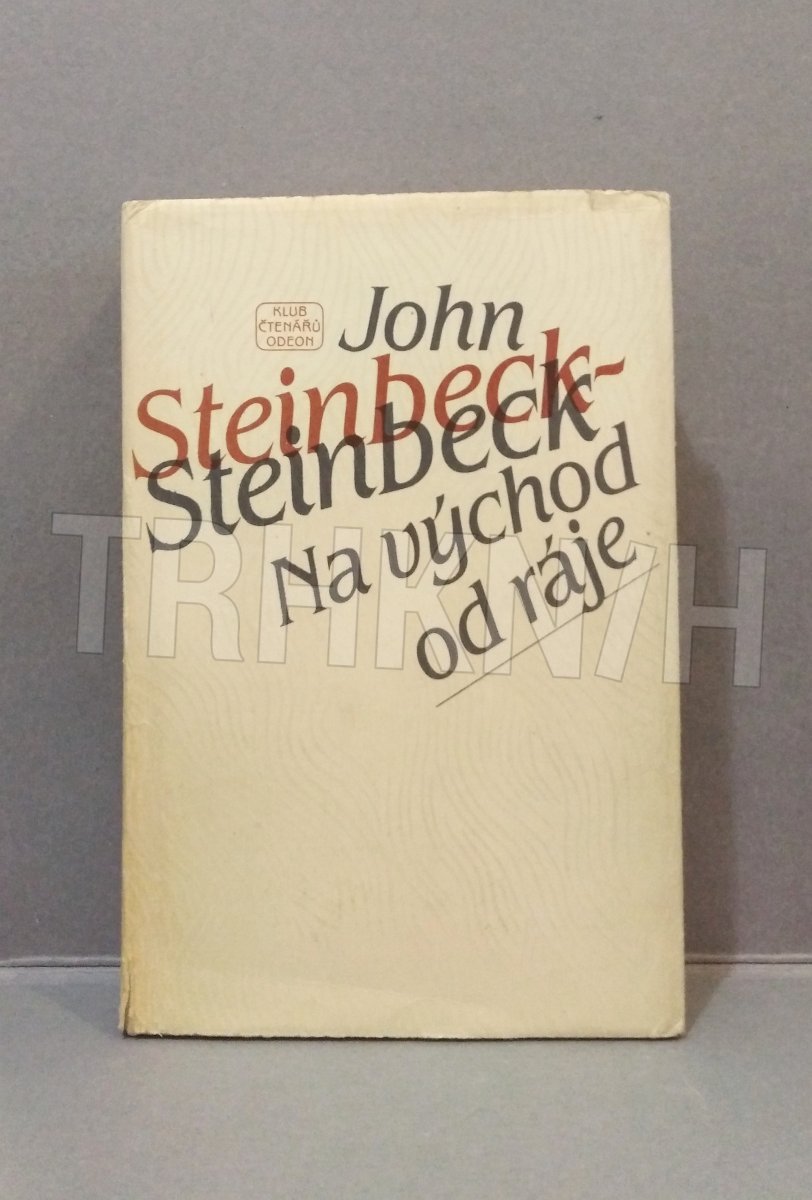 KLUB
ČTENÁŘŮ
ODEON
John
Steinbeck-
Steinbeck
Na východ
od ráje
TRHKNIH